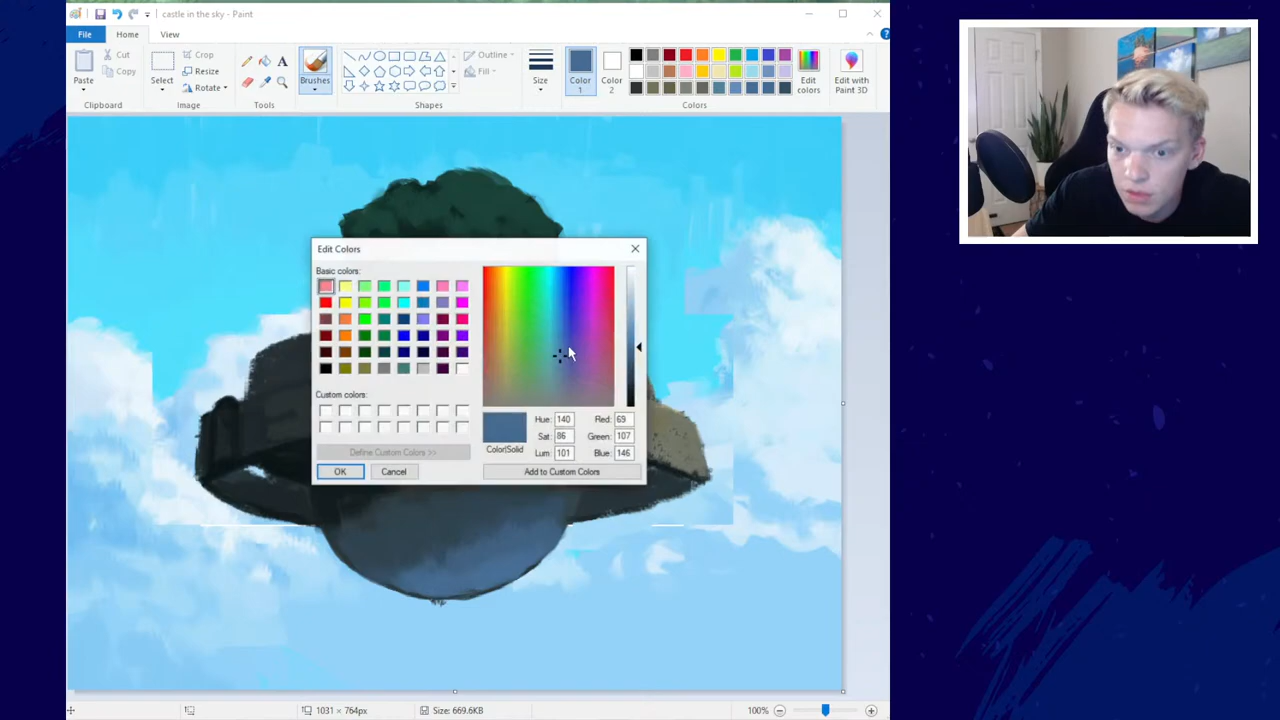 castle in the sky - Paint
File
Home
View
Paste
Cut
Copy
Clipboard
Select
Crop
Resize
Rotate
Image
Tools
Brushes
Shapes
Outline
Fill
Size
Color
1
Color
2
Edit
colors
Edit with
Paint 3D
Colors
Edit Colors
Basic colors:
Custom colors:
Define Custom Colors >>
OK
Cancel
Color|Solid
Hue: 140
Sat: 86
Lum: 101
Red: 69
Green: 107
Blue: 146
Add to Custom Colors
1031 × 764px
Size: 669.6KB
100%